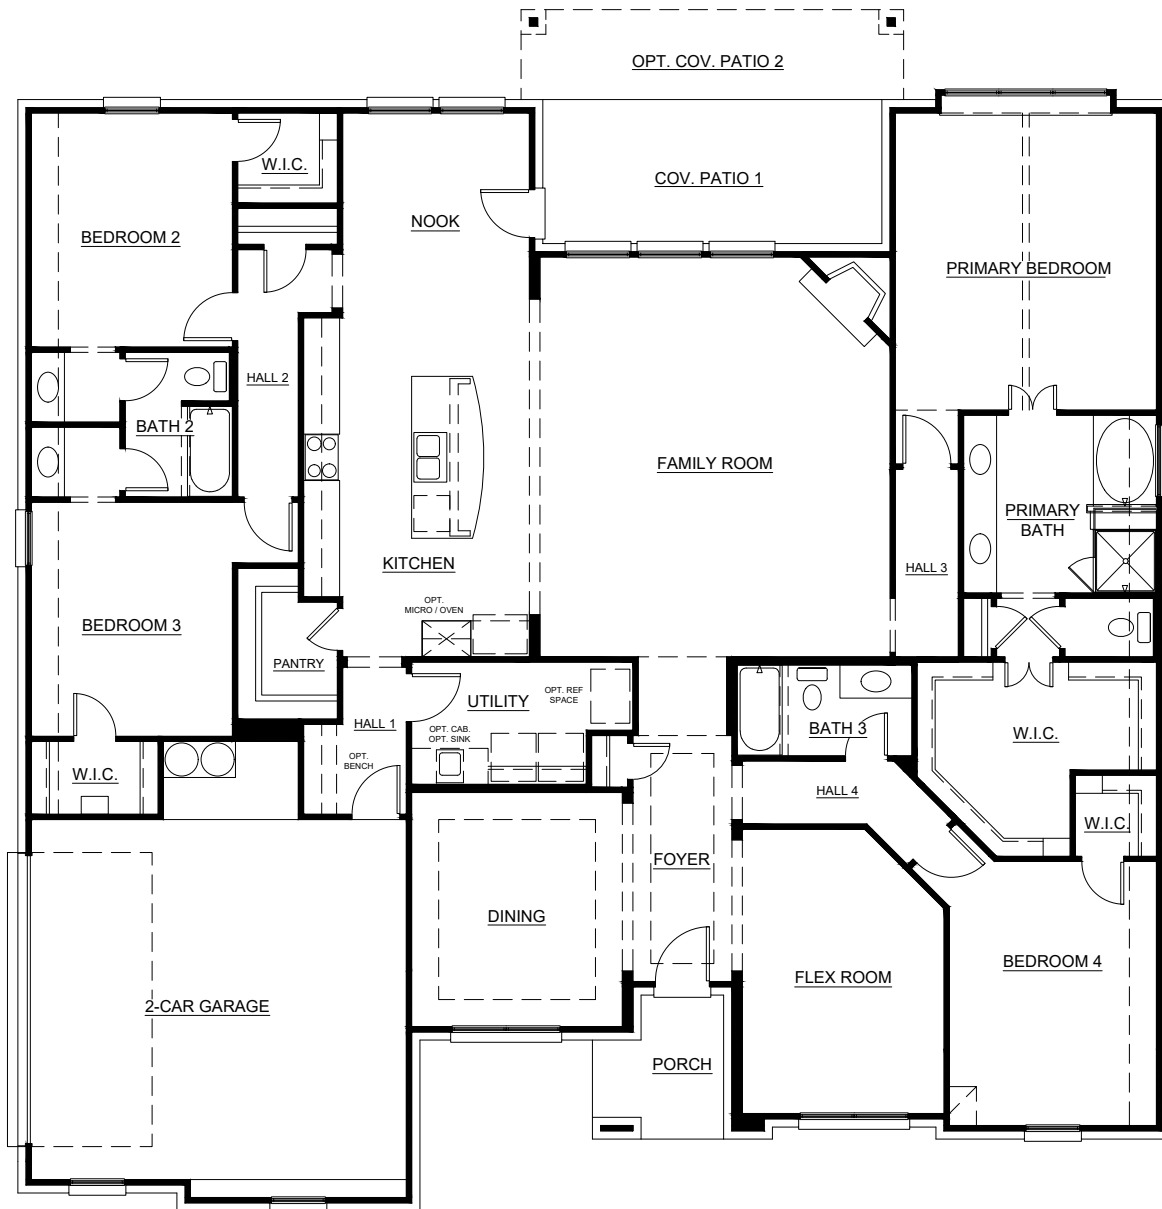 OPT. COV. PATIO 2
W.I.C.
COV. PATIO 1
NOOK
BEDROOM 2
PRIMARY BEDROOM
HALL 2
BATH 2
FAMILY ROOM
PRIMARY
BATH
KITCHEN
HALL 3
OPT.
MICRO / OVEN
BEDROOM 3
PANTRY
UTILITY
OPT. REF
SPACE
HALL 1
OPT. CAB.
OPT. SINK
BATH 3
W.I.C.
OPT.
BENCH
W.I.C.
HALL 4
W.I.C.
FOYER
DINING
BEDROOM 4
FLEX ROOM
2-CAR GARAGE
PORCH